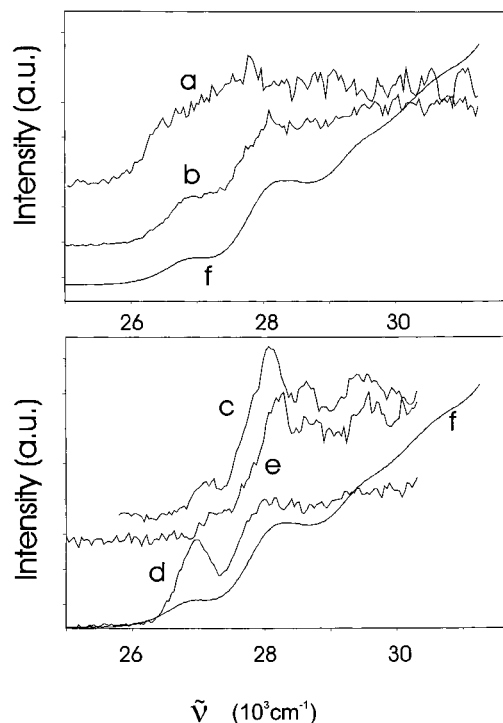 Intensity (a.u.)
a
b
f
26 28 30
Intensity (a.u.)
c
f
e
d
26 28 30
ν̃ (10³cm⁻¹)